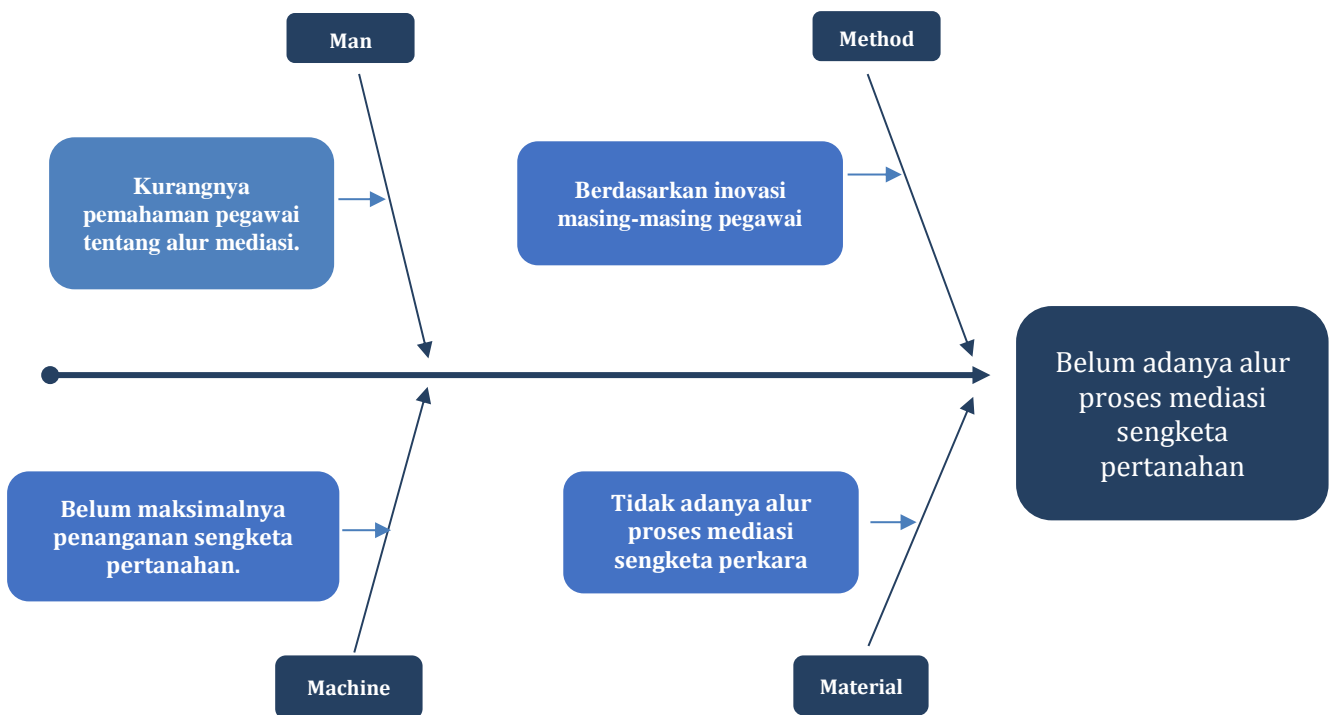 Man
Method
Kurangnya
pemahaman pegawai
tentang alur mediasi.
Berdasarkan inovasi
masing-masing pegawai
Belum adanya alur
proses mediasi
sengketa
pertanahan
Belum maksimalnya
penanganan sengketa
pertanahan.
Tidak adanya alur
proses mediasi
sengketa perkara
Machine
Material